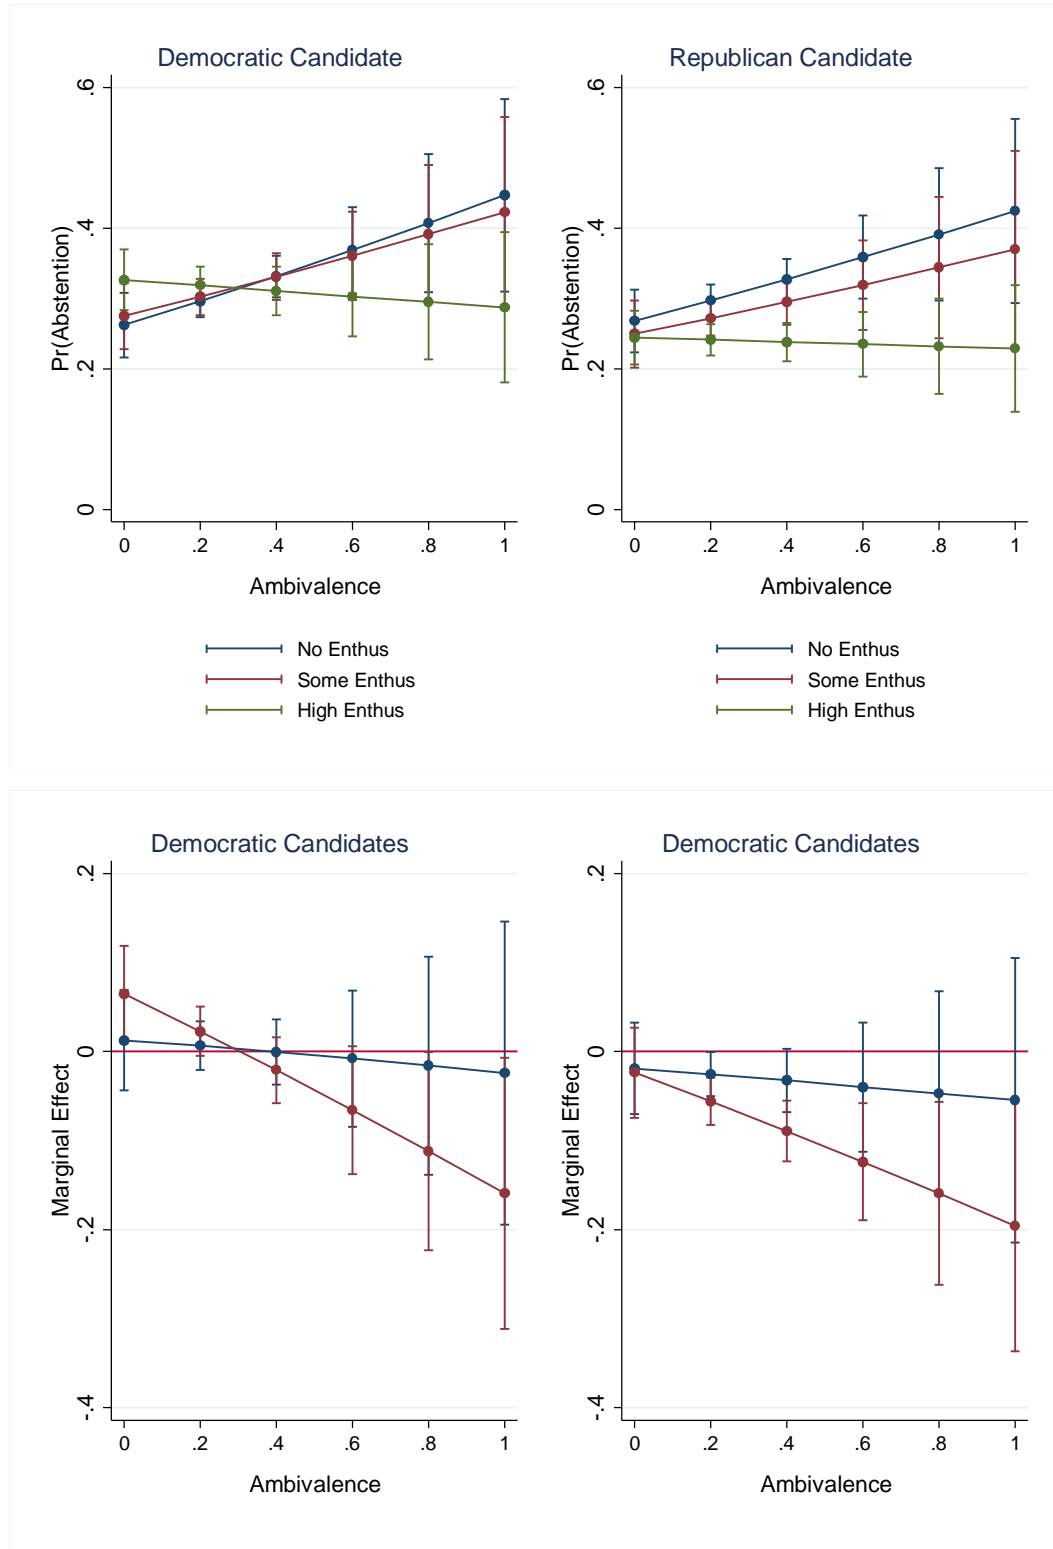 Democratic Candidate
Pr(Abstention)
.6
.4
.2
0
0 .2 .4 .6 .8 1
Ambivalence
No Enthus
Some Enthus
High Enthus
Republican Candidate
Pr(Abstention)
.6
.4
.2
0
0 .2 .4 .6 .8 1
Ambivalence
No Enthus
Some Enthus
High Enthus
Democratic Candidates
Marginal Effect
.2
0
-.2
-.4
0 .2 .4 .6 .8 1
Ambivalence
Democratic Candidates
Marginal Effect
.2
0
-.2
-.4
0 .2 .4 .6 .8 1
Ambivalence